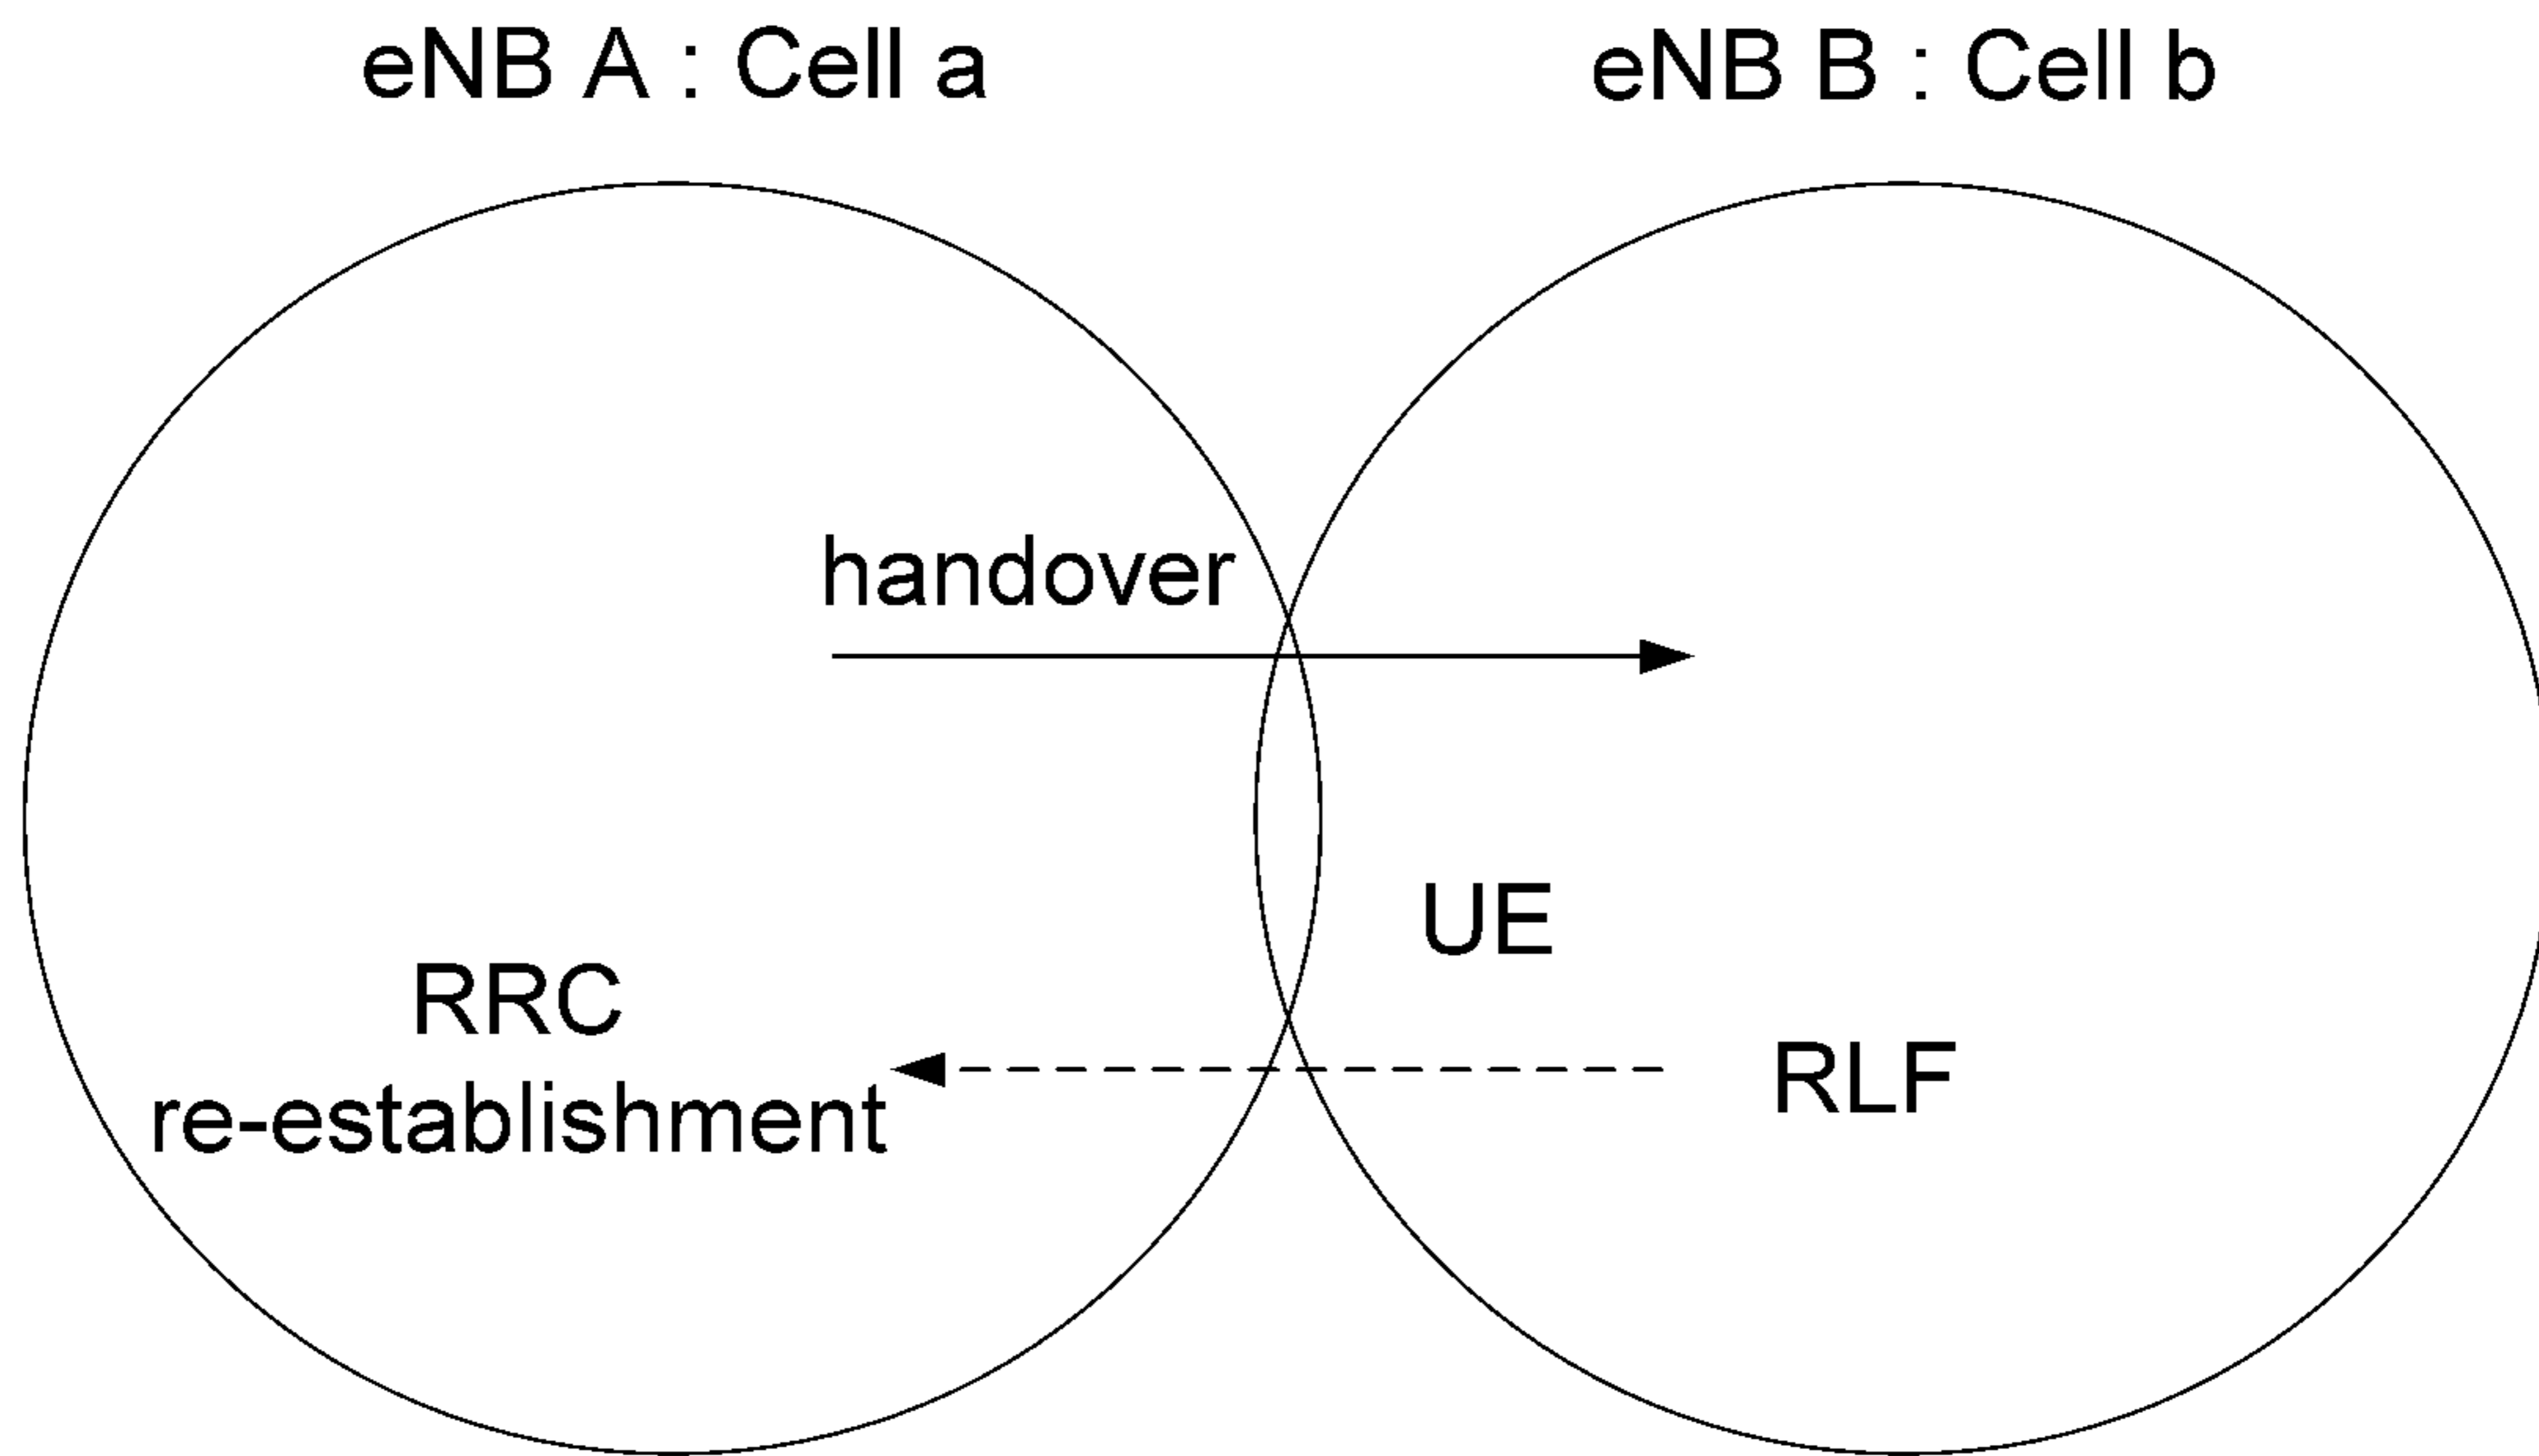 eNB A : Cell a
eNB B : Cell b
handover
UE
RRC
re-establishment
RLF